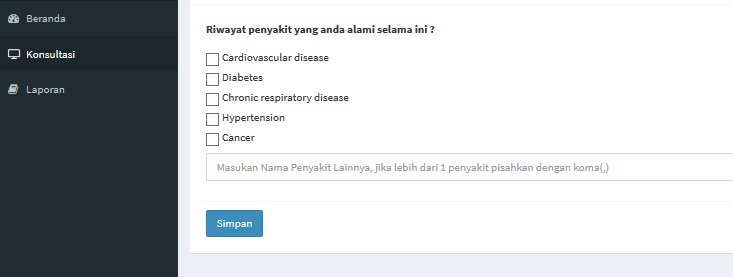 Beranda
Konsultasi
Laporan
Riwayat penyakit yang anda alami selama ini ?
Cardiovascular disease
Diabetes
Chronic respiratory disease
Hypertension
Cancer
Masukan Nama Penyakit Lainnya, jika lebih dari 1 penyakit pisahkan dengan koma(,)
Simpan